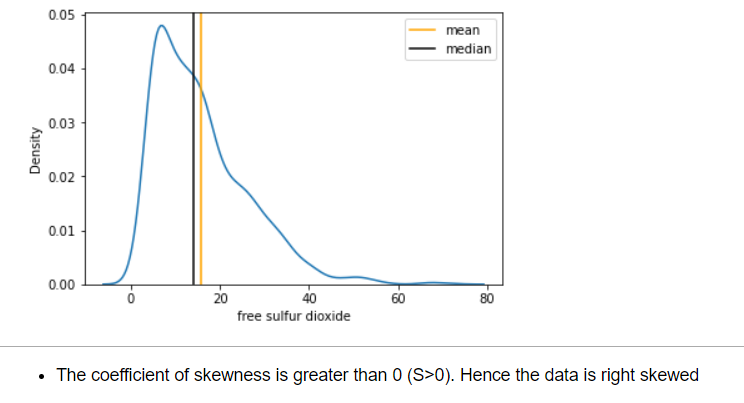 0.05
mean
median
0.04
0.03
Density
0.02
0.01
0.00
0 20 40 60 80
free sulfur dioxide
• The coefficient of skewness is greater than 0 (S>0). Hence the data is right skewed